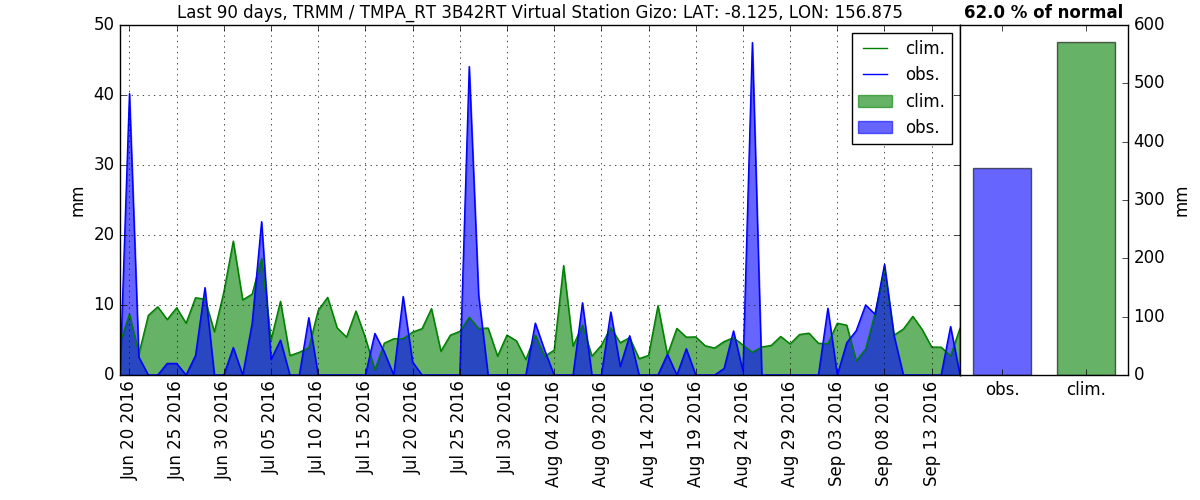 Last 90 days, TRMM / TMPA_RT 3B42RT Virtual Station Gizo: LAT: -8.125, LON: 156.875
62.0 % of normal
50
40
30
20
10
0
mm
clim.
obs.
clim.
obs.
Jun 20 2016
Jun 25 2016
Jun 30 2016
Jul 05 2016
Jul 10 2016
Jul 15 2016
Jul 20 2016
Jul 25 2016
Jul 30 2016
Aug 04 2016
Aug 09 2016
Aug 14 2016
Aug 19 2016
Aug 24 2016
Aug 29 2016
Sep 03 2016
Sep 08 2016
Sep 13 2016
600
500
400
300
200
100
0
mm
obs.
clim.